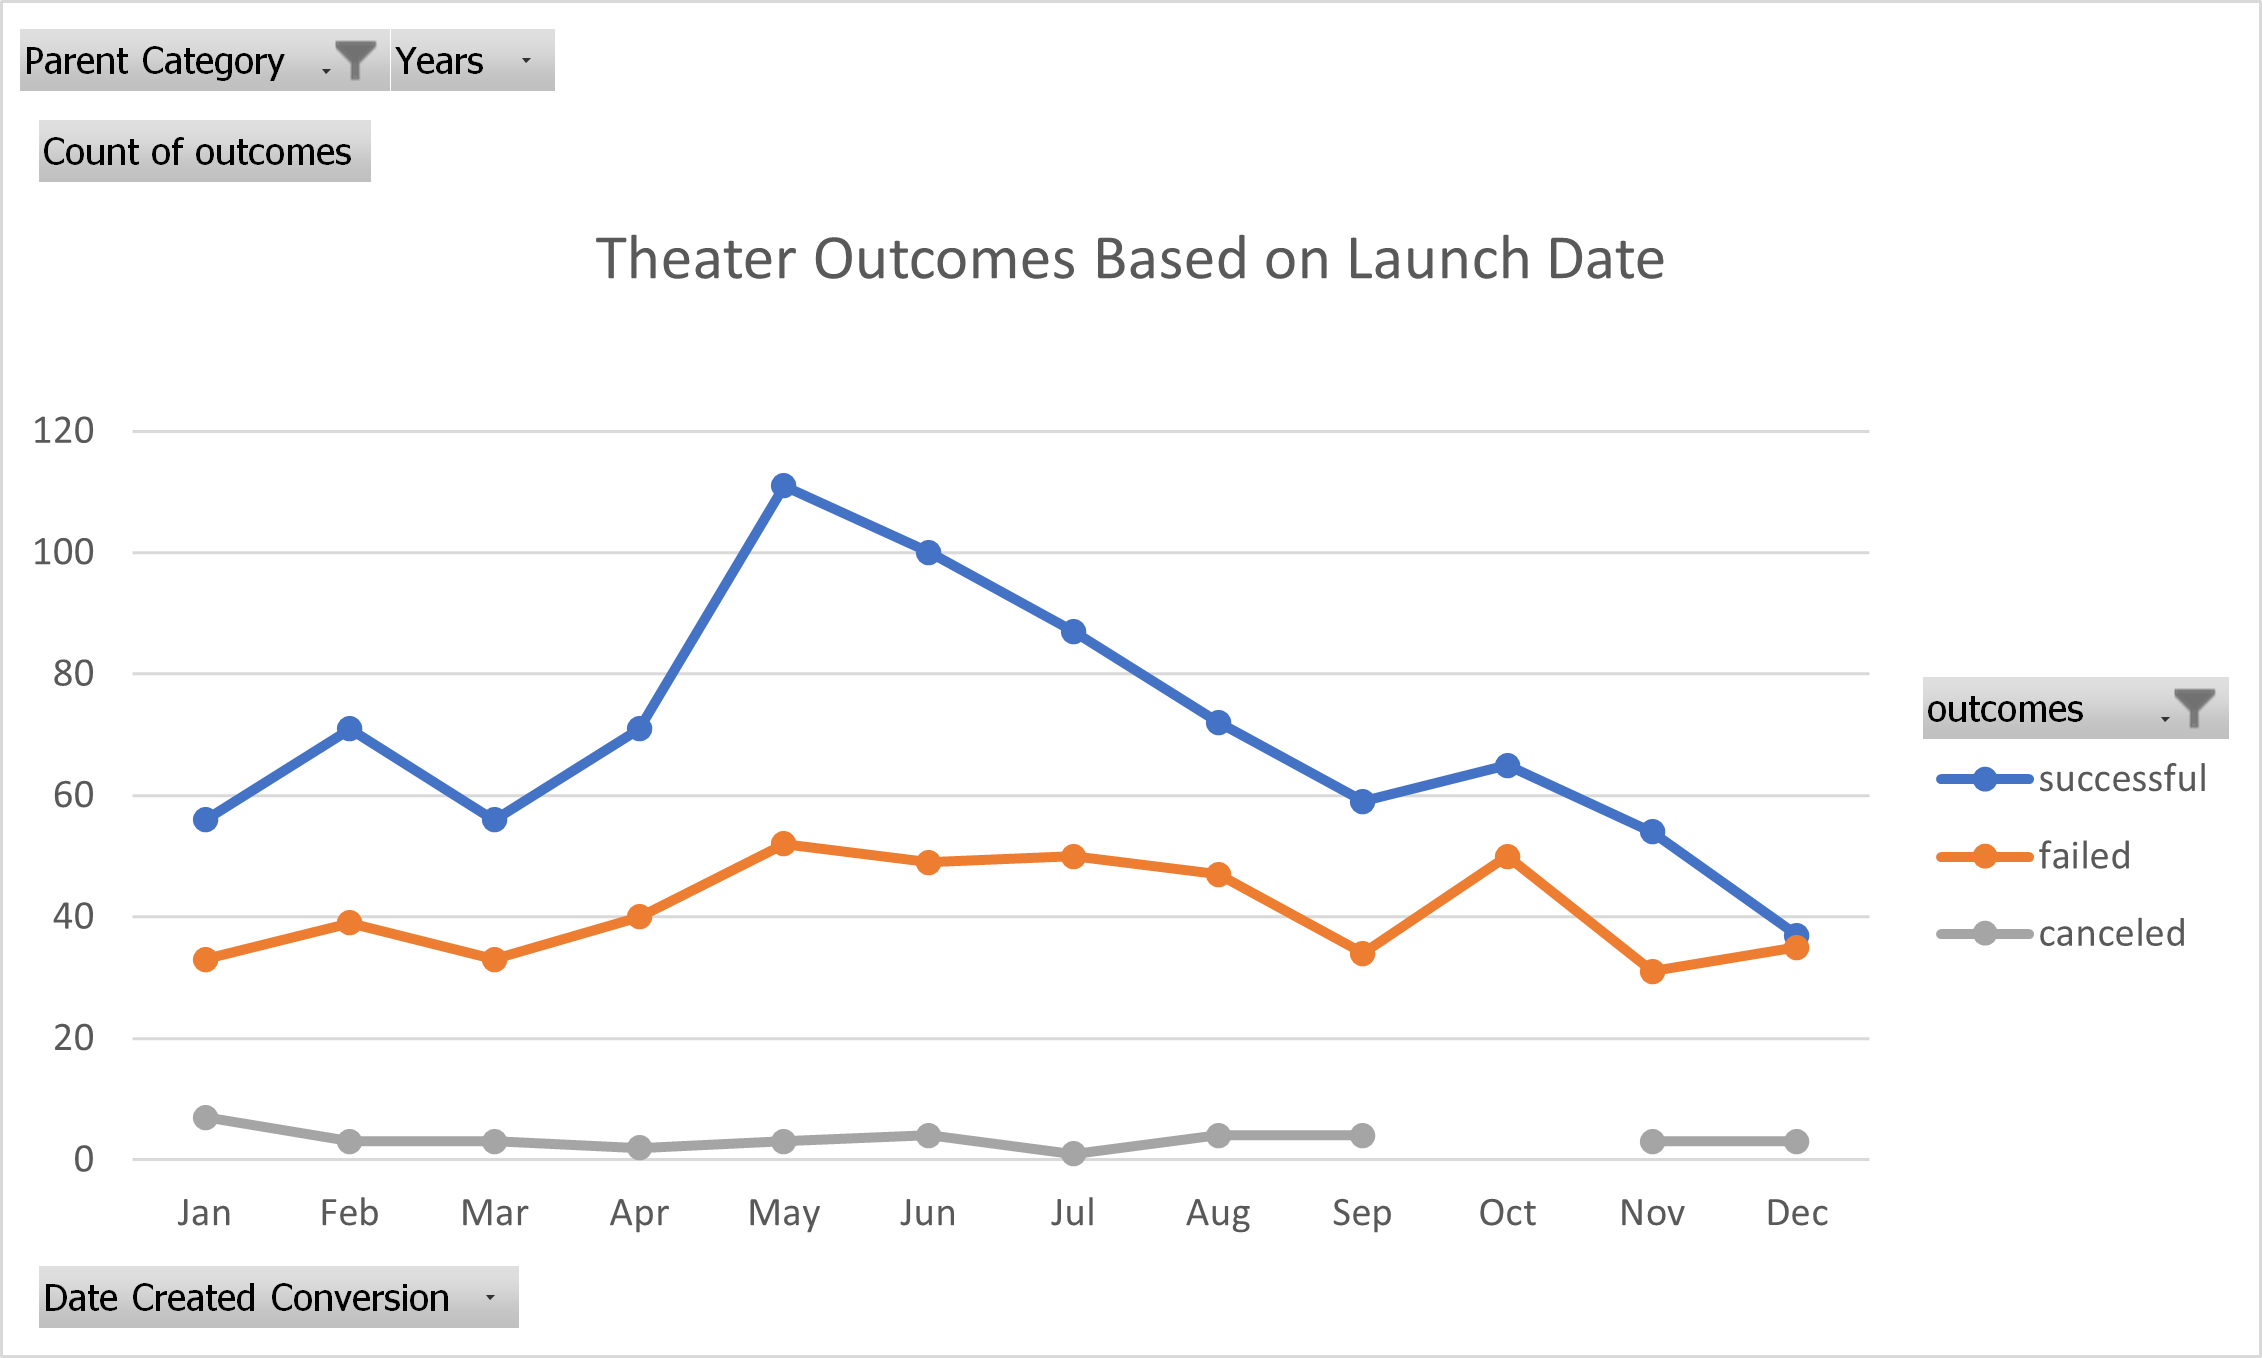 Parent Category Years
Count of outcomes
Theater Outcomes Based on Launch Date
120
100
80
60
40
20
0
Jan Feb Mar Apr May Jun Jul Aug Sep Oct Nov Dec
outcomes
successful
failed
canceled
Date Created Conversion